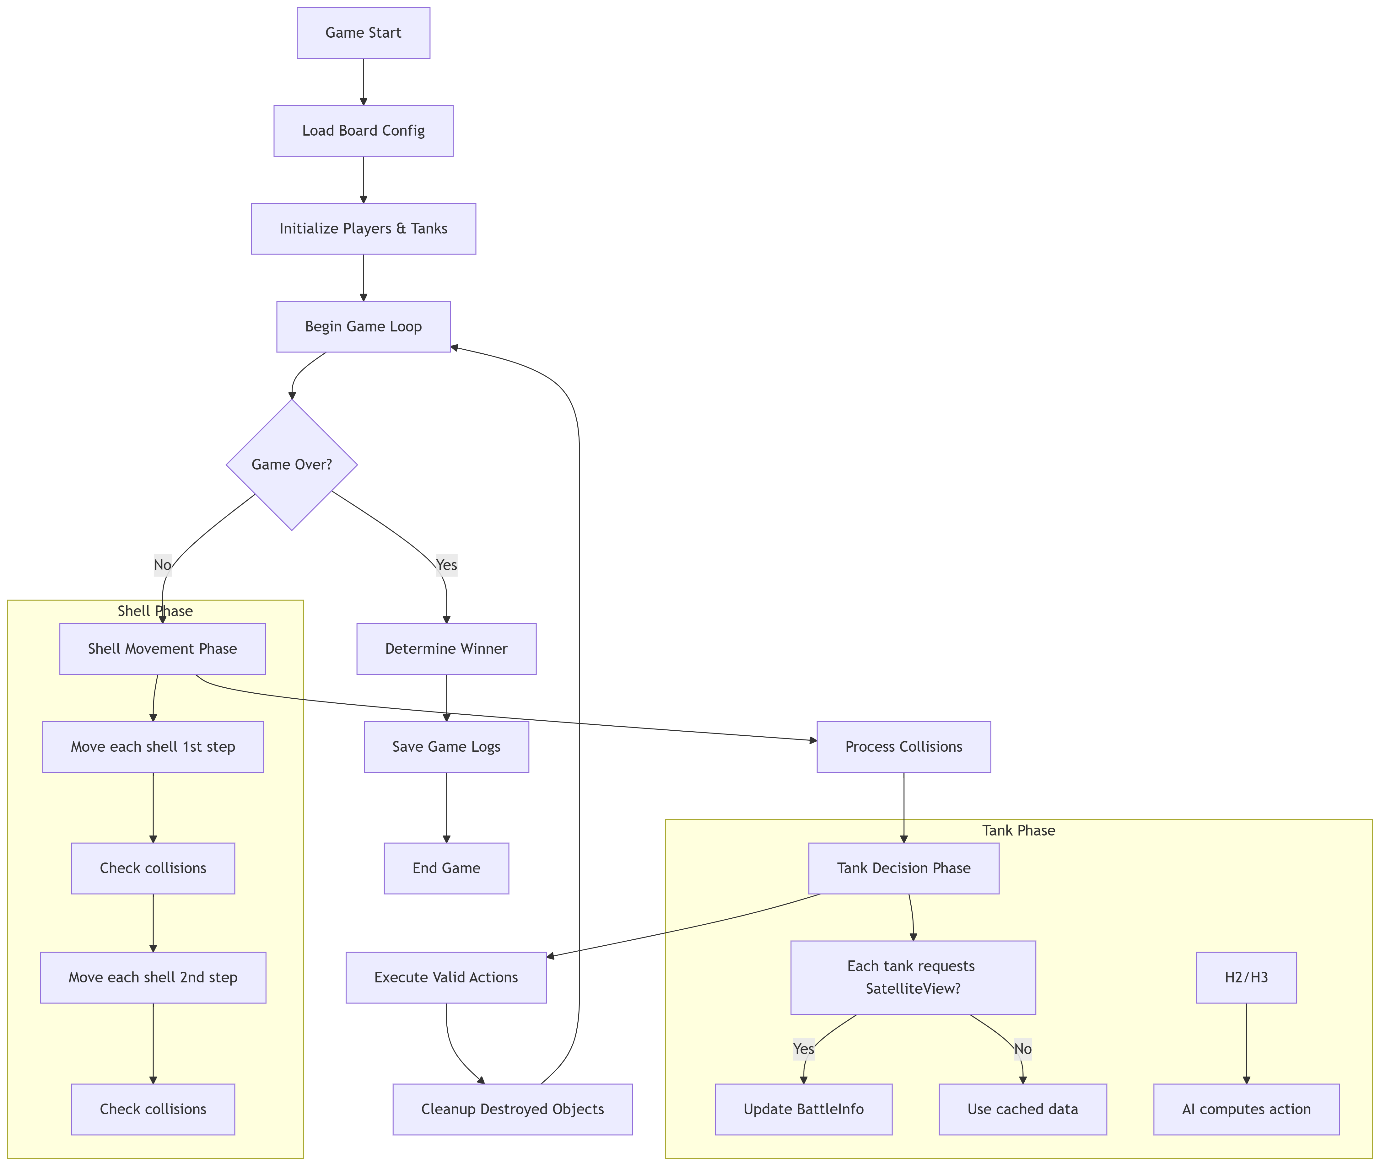 Game Start
Load Board Config
Initialize Players & Tanks
Begin Game Loop
Game Over?
No
Yes
Shell Phase
Shell Movement Phase
Determine Winner
Move each shell 1st step
Save Game Logs
Process Collisions
Tank Phase
Check collisions
End Game
Tank Decision Phase
Move each shell 2nd step
Execute Valid Actions
Each tank requests
SatelliteView?
H2/H3
Yes
No
Check collisions
Cleanup Destroyed Objects
Update BattleInfo
Use cached data
AI computes action